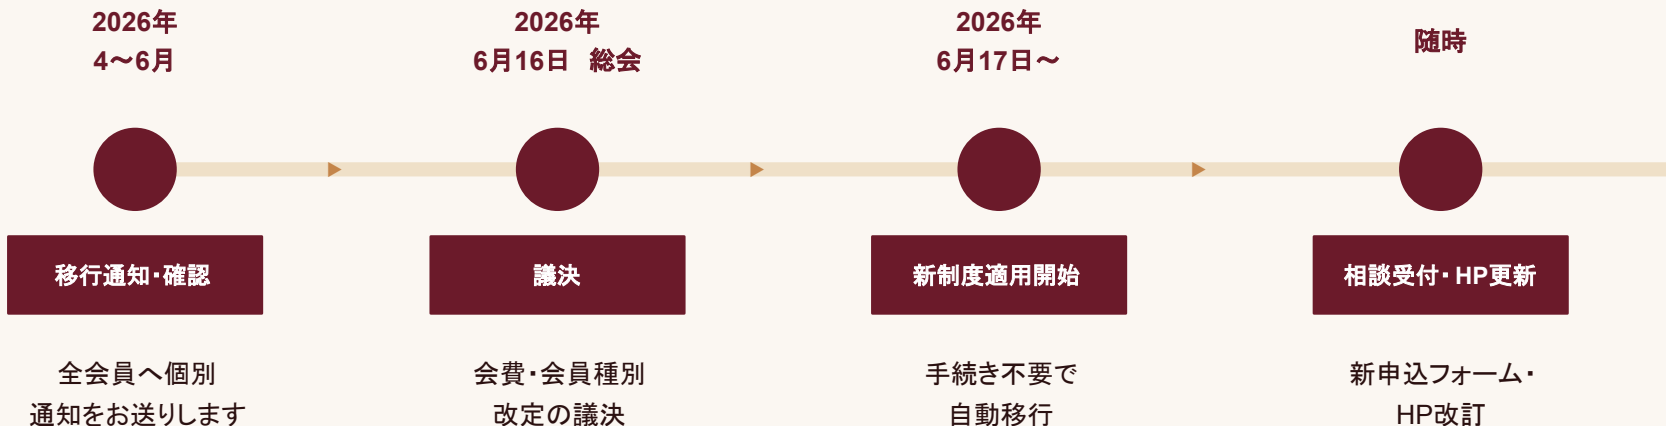 2026年
4～6月
2026年
6月16日　総会
2026年
6月17日～
随時
移行通知・確認
議決
新制度適用開始
相談受付・HP更新
全会員へ個別
通知をお送りします
会費・会員種別
改定の議決
手続き不要で
自動移行
新申込フォーム・
HP改訂